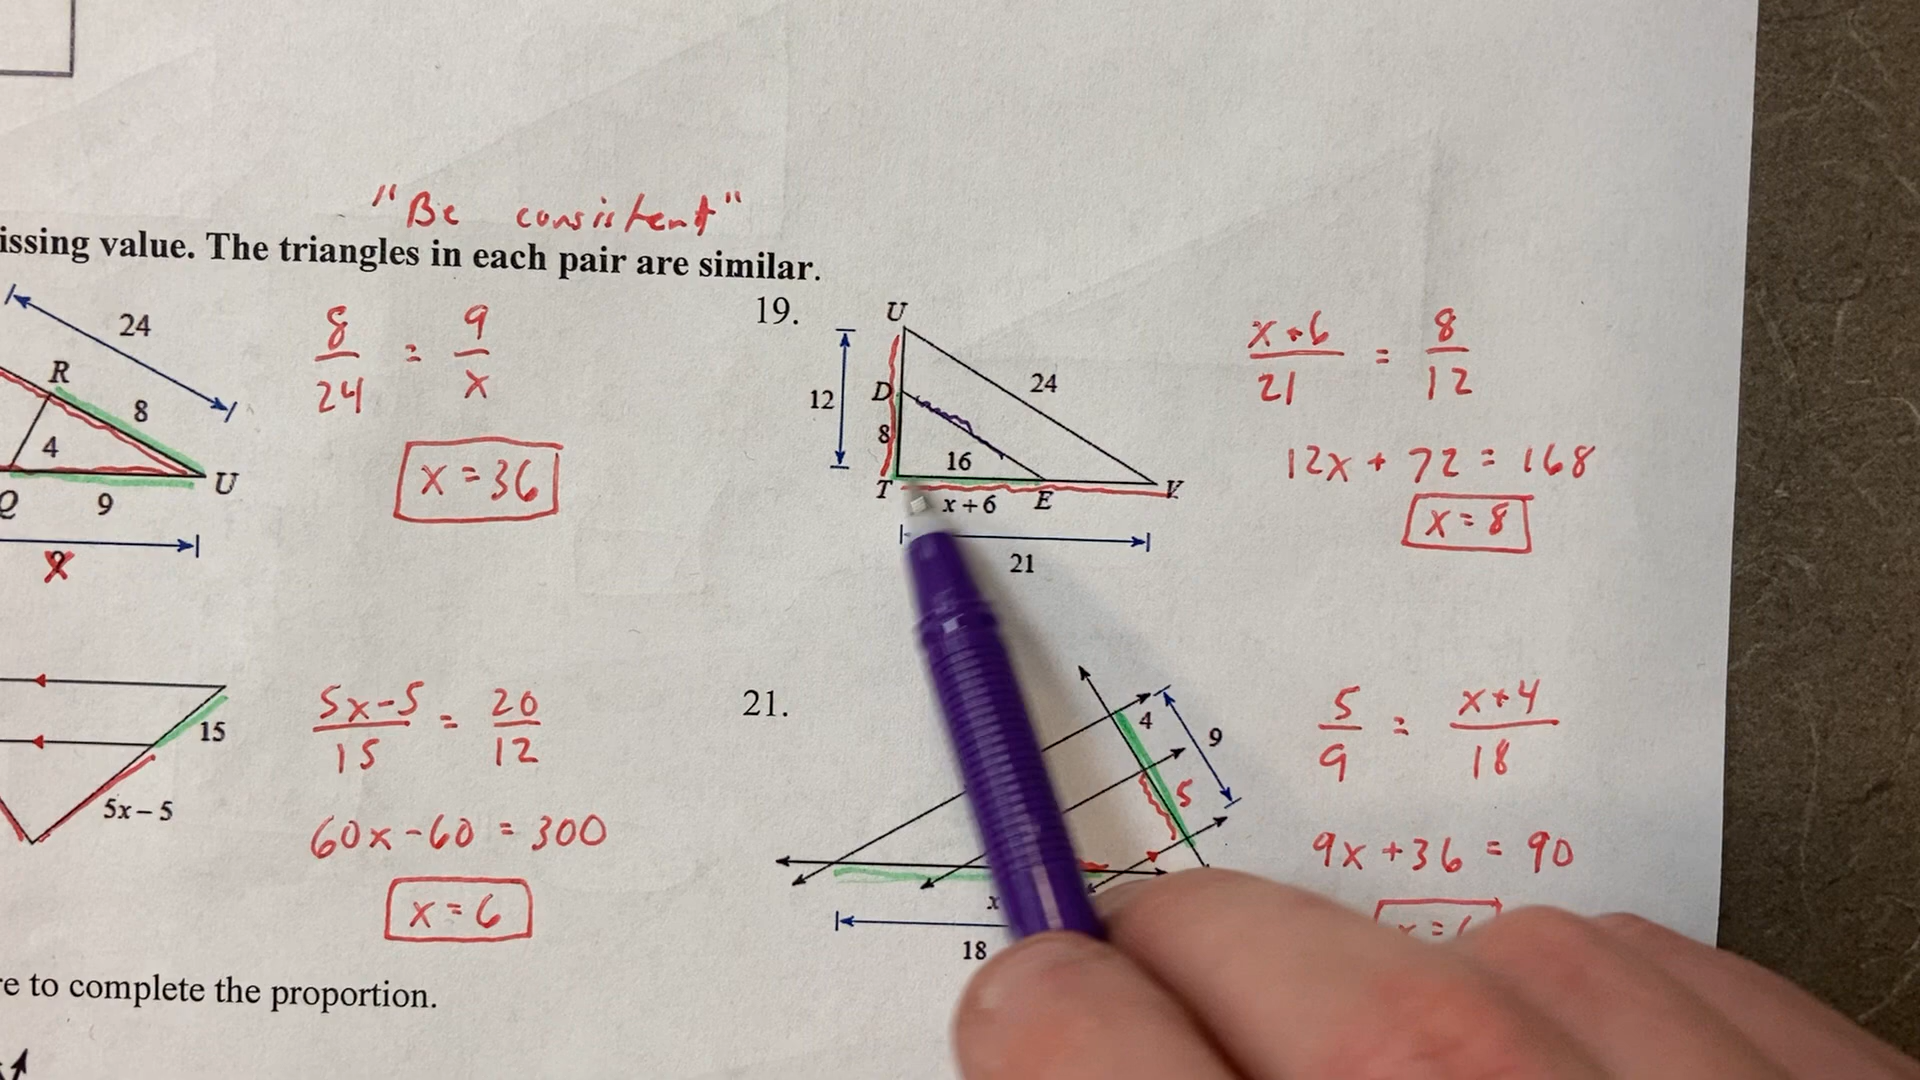 "Be consistent"
issing value. The triangles in each pair are similar.
24
R
8
4
U
Q
9
x
8/24 = 9/x
x = 36
19.
U
12
D
8
24
16
T
x + 6
E
V
21
x+6/21 = 8/12
12x + 72 = 168
x = 8
15
5x – 5
5x-5/15 = 20/12
60x - 60 = 300
x = 6
21.
4
9
5
x
18
5/9 = x+4/18
9x + 36 = 90
e to complete the proportion.